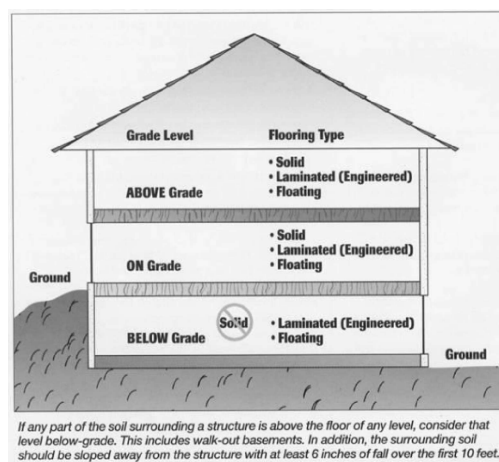 Grade Level Flooring Type
• Solid
• Laminated (Engineered)
ABOVE Grade • Floating
• Solid
• Laminated (Engineered)
ON Grade • Floating
Ground
Solid • Laminated (Engineered)
BELOW Grade • Floating
Ground
If any part of the soil surrounding a structure is above the floor of any level, consider that
level below-grade. This includes walk-out basements. In addition, the surrounding soil
should be sloped away from the structure with at least 6 inches of fall over the first 10 feet.